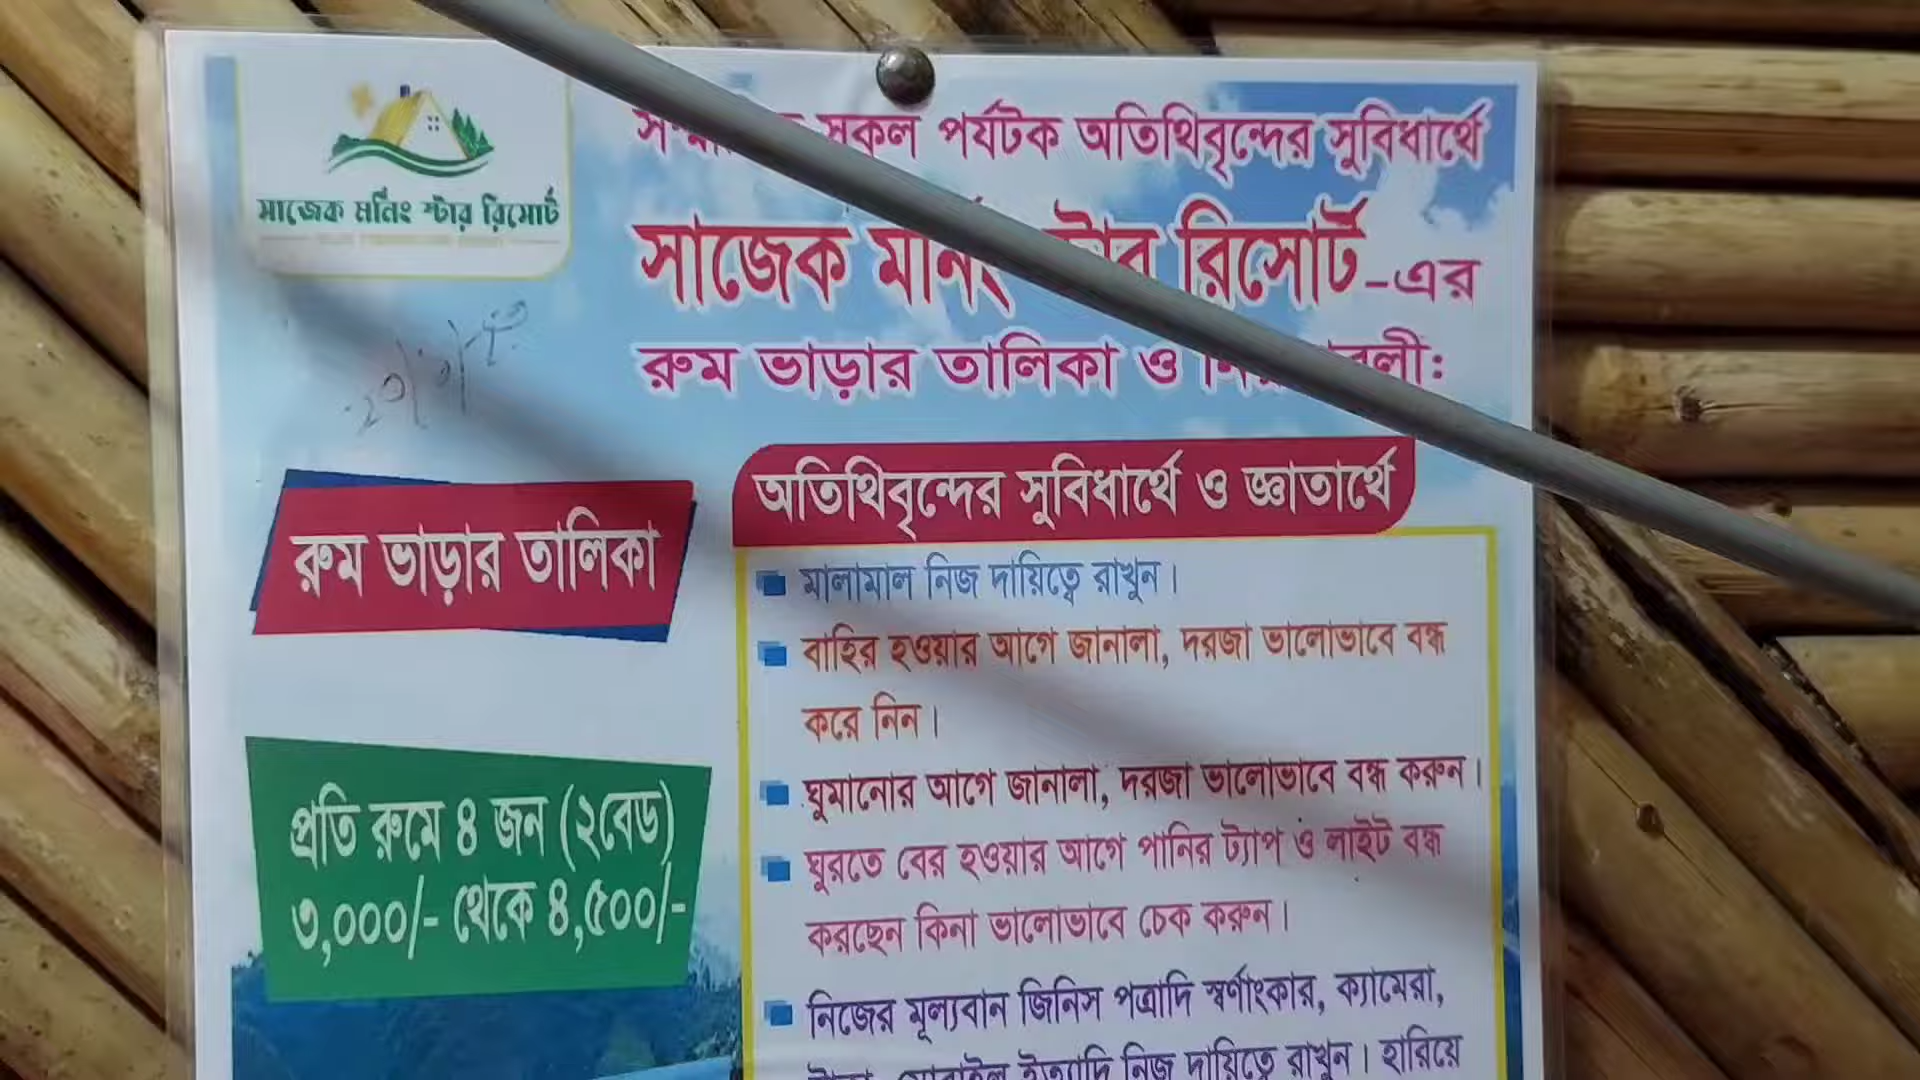 সাজেক মর্নিং স্টার রিসোর্ট
সকল পর্যটক অতিথিবৃন্দের সুবিধার্থে
সাজেক মর্নিং স্টার রিসোর্ট-এর
রুম ভাড়ার তালিকা ও
রুম ভাড়ার তালিকা
প্রতি রুমে ৪ জন (২বেড)
৩,০০০/- থেকে ৪,৫০০/-
অতিথিবৃন্দের সুবিধার্থে ও জ্ঞাতার্থে
মালামাল নিজ দায়িত্বে রাখুন।
বাহির হওয়ার আগে জানালা, দরজা ভালোভাবে বন্ধ
করে নিন।
ঘুমানোর আগে জানালা, দরজা ভালোভাবে বন্ধ করুন।
ঘুরতে বের হওয়ার আগে পানির ট্যাপ ও লাইট বন্ধ
করছেন কিনা ভালোভাবে চেক করুন।
নিজের মূল্যবান জিনিস পত্রাদি স্বর্ণাংকার, ক্যামেরা,
ইত্যাদি নিজ দায়িত্বে রাখুন। হারিয়ে